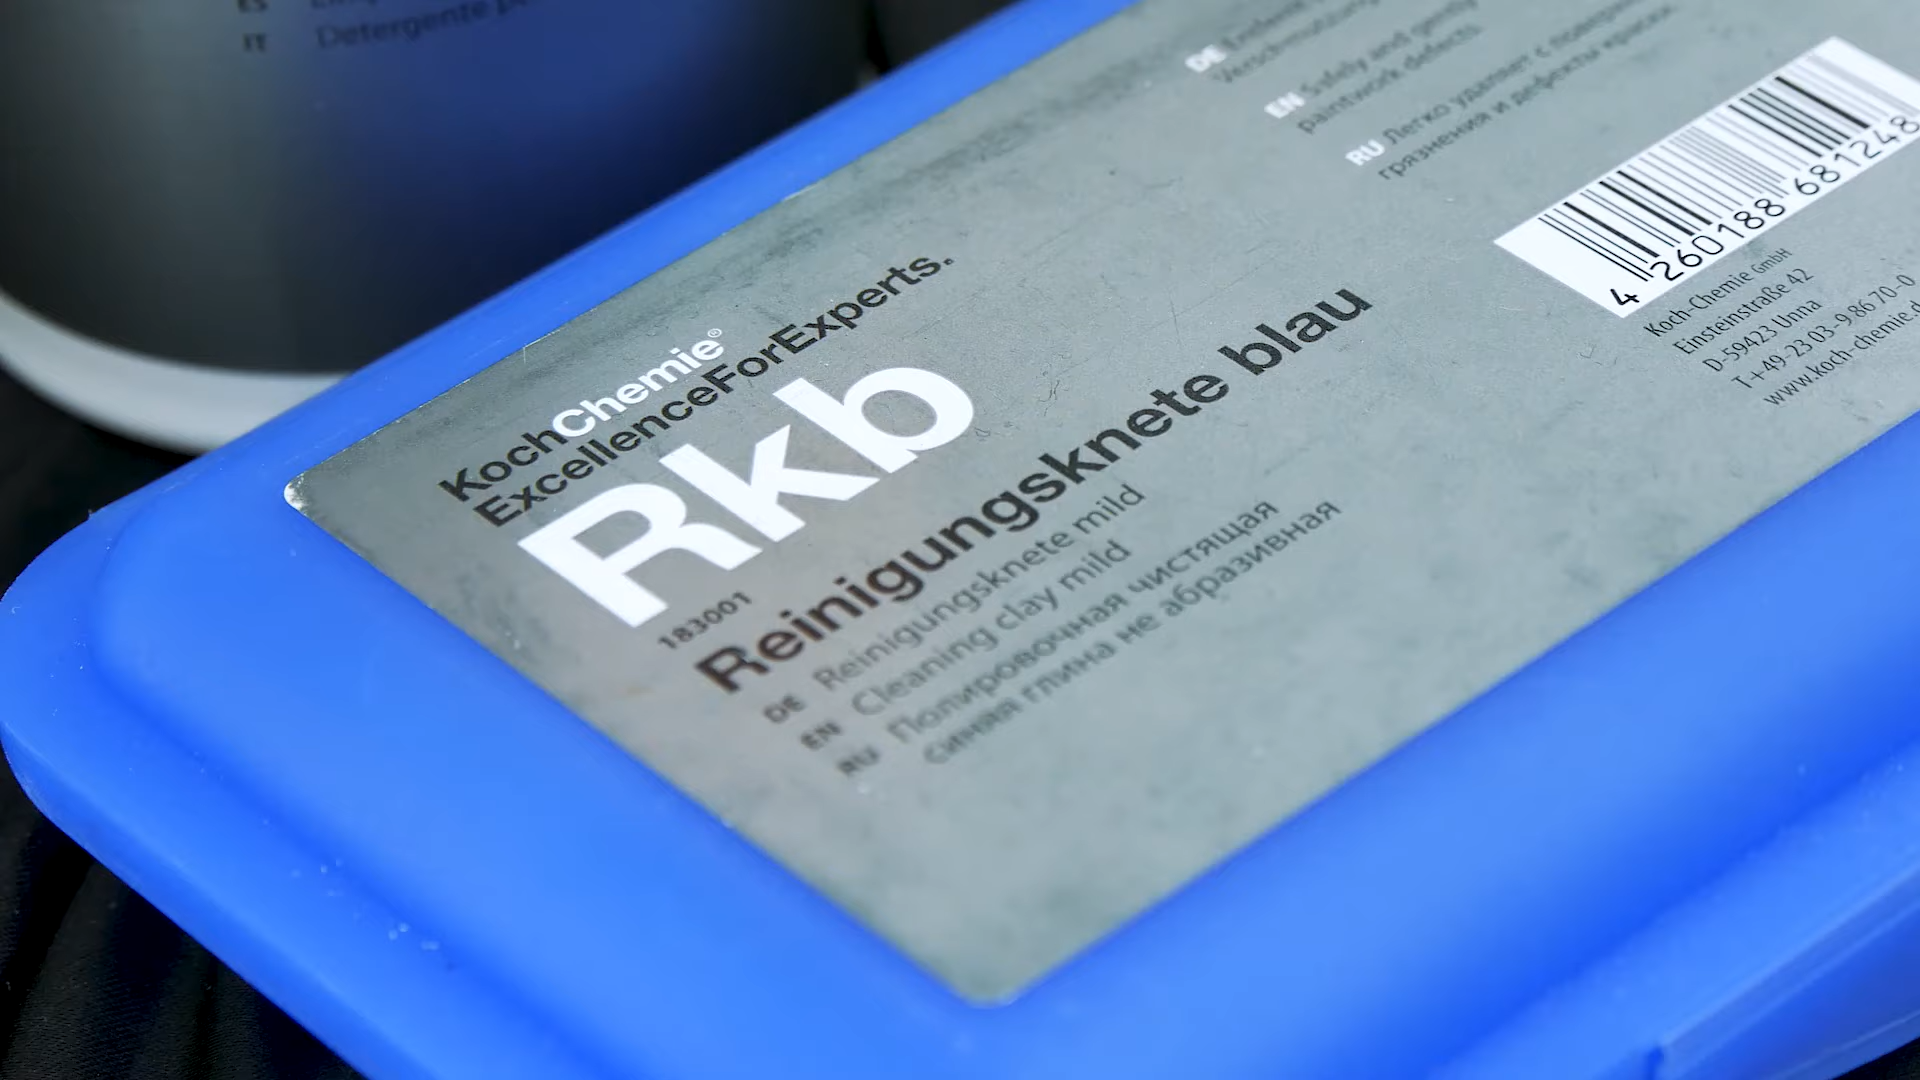 ES
IT Detergente
KochChemie®
ExcellenceForExperts.
Rkb
183001
Reinigungsknete blau
DE Reinigungsknete mild
EN Cleaning clay mild
RU Полировочная чистящая
синяя глина не абразивная
DE
EN Safely and gently
paintwork defects.
RU Легко удаляет с
грязнения и дефекты краски.
4 260188 681248
Koch-Chemie GmbH
Einsteinstraße 42
D-59423 Unna
T+49-23 03-9 86 70-0
www.koch-chemie.d